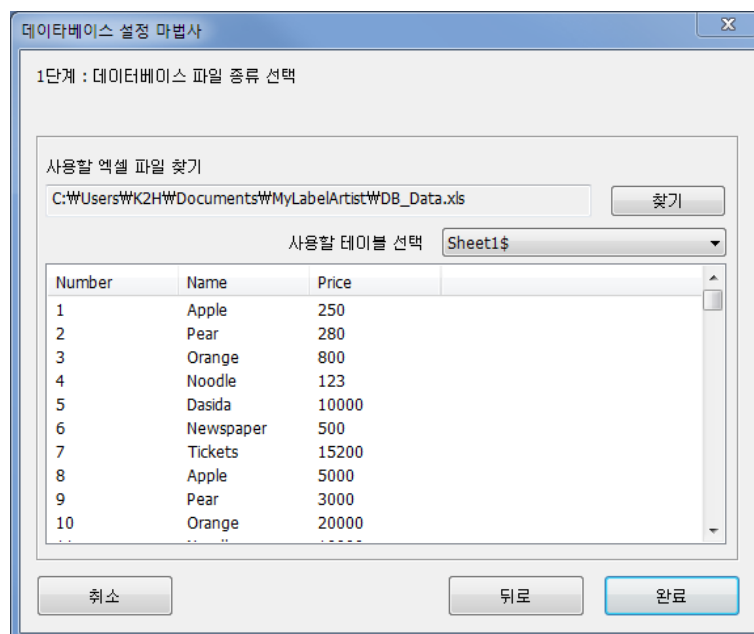 데이타베이스 설정 마법사
1단계 : 데이터베이스 파일 종류 선택
사용할 엑셀 파일 찾기
C:₩Users₩K2H₩Documents₩MyLabelArtist₩DB_Data.xls 찾기
사용할 테이블 선택 Sheet1$
Number Name Price
1 Apple 250
2 Pear 280
3 Orange 800
4 Noodle 123
5 Dasida 10000
6 Newspaper 500
7 Tickets 15200
8 Apple 5000
9 Pear 3000
10 Orange 20000
취소 뒤로 완료